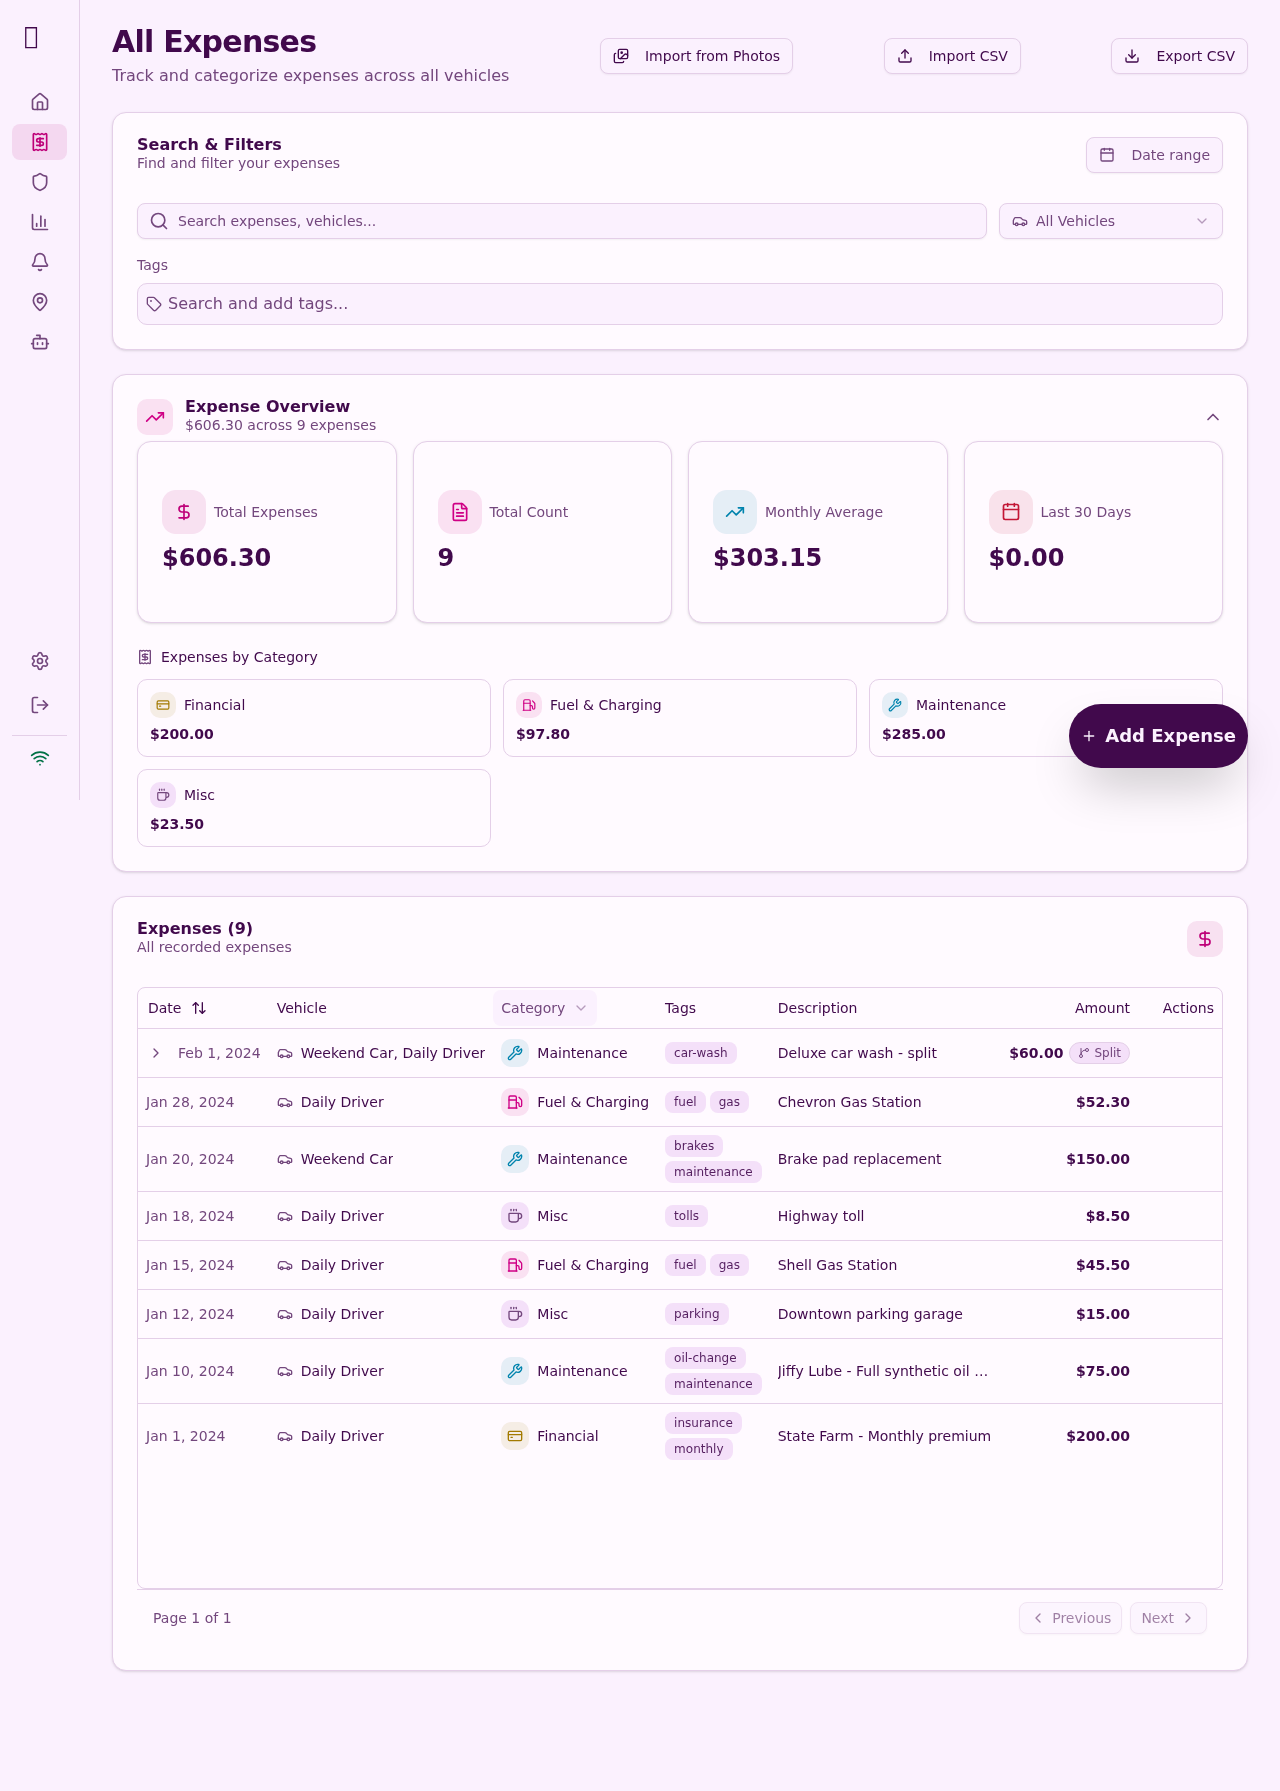 All Expenses
Track and categorize expenses across all vehicles
Import from Photos
Import CSV
Export CSV
Search & Filters
Find and filter your expenses
Date range
Search expenses, vehicles...
All Vehicles
Tags
Search and add tags...
Expense Overview
$606.30 across 9 expenses
Total Expenses
$606.30
Total Count
9
Monthly Average
$303.15
Last 30 Days
$0.00
Expenses by Category
Financial
$200.00
Fuel & Charging
$97.80
Maintenance
$285.00
+ Add Expense
Misc
$23.50
Expenses (9)
All recorded expenses
Date Vehicle Category Tags Description Amount Actions
Feb 1, 2024 Weekend Car, Daily Driver Maintenance car-wash Deluxe car wash - split $60.00 Split
Jan 28, 2024 Daily Driver Fuel & Charging fuel gas Chevron Gas Station $52.30
Jan 20, 2024 Weekend Car Maintenance brakes maintenance Brake pad replacement $150.00
Jan 18, 2024 Daily Driver Misc tolls Highway toll $8.50
Jan 15, 2024 Daily Driver Fuel & Charging fuel gas Shell Gas Station $45.50
Jan 12, 2024 Daily Driver Misc parking Downtown parking garage $15.00
Jan 10, 2024 Daily Driver Maintenance oil-change maintenance Jiffy Lube - Full synthetic oil ... $75.00
Jan 1, 2024 Daily Driver Financial insurance monthly State Farm - Monthly premium $200.00
Page 1 of 1
Previous
Next